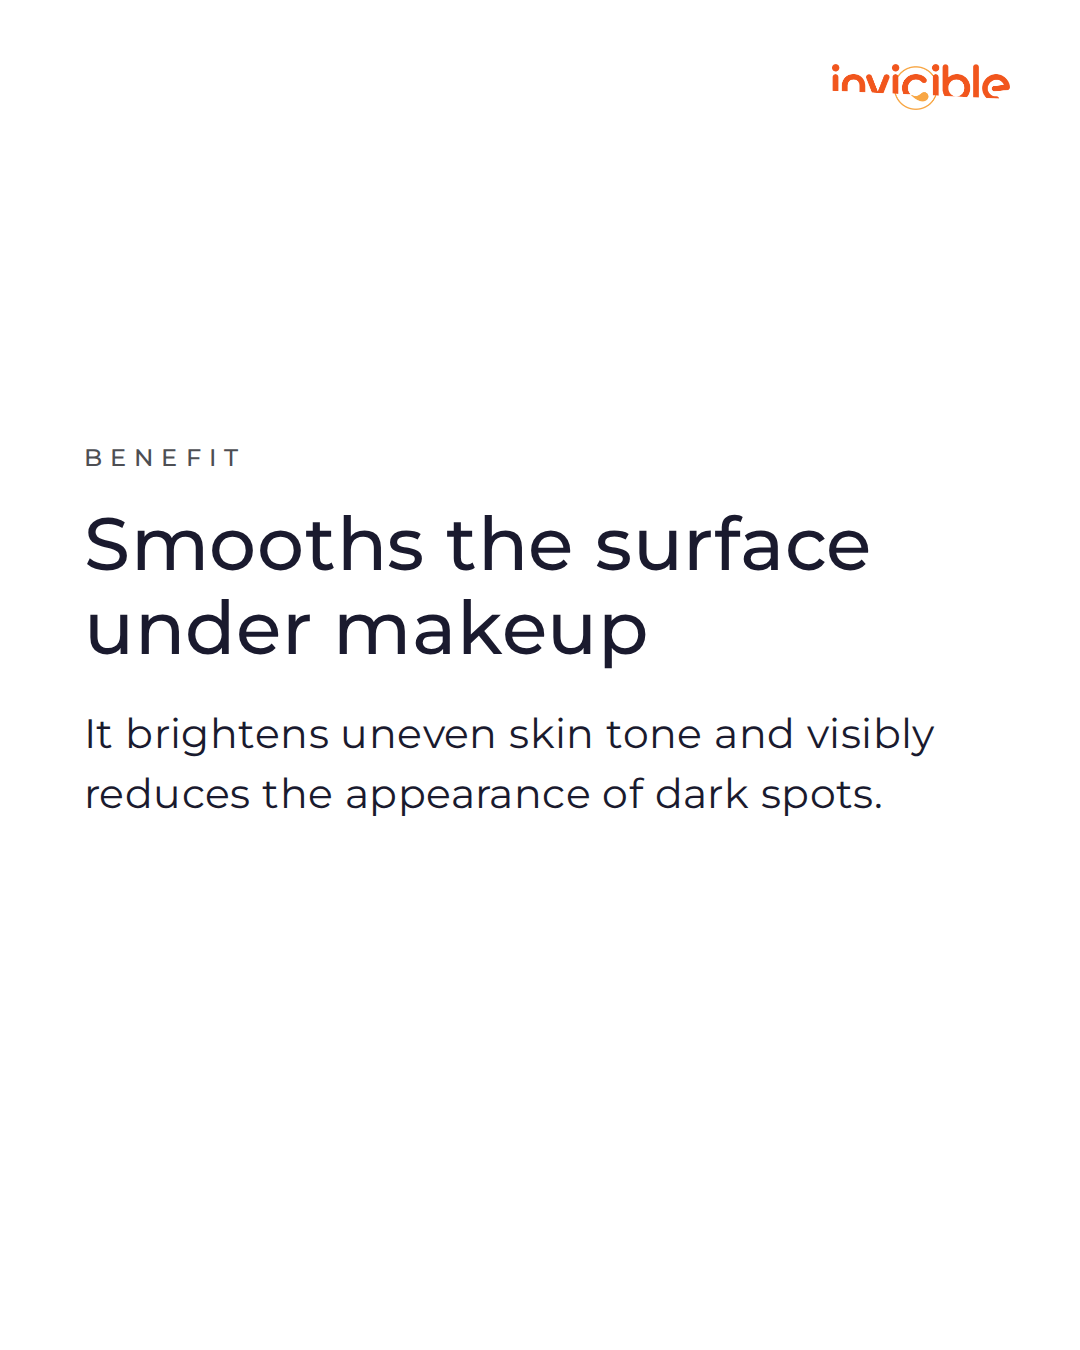 invicible
BENEFIT
Smooths the surface
under makeup
It brightens uneven skin tone and visibly
reduces the appearance of dark spots.